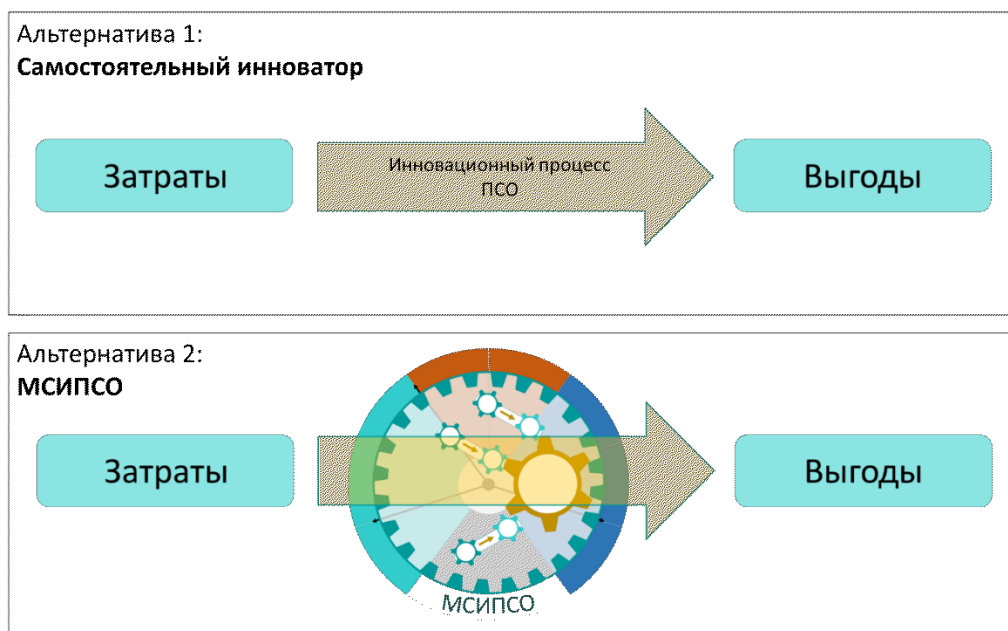 Альтернатива 1:
Самостоятельный инноватор
Затраты
Инновационный процесс
ПСО
Выгоды
Альтернатива 2:
МСИПСО
Затраты
Выгоды
МСИПСО